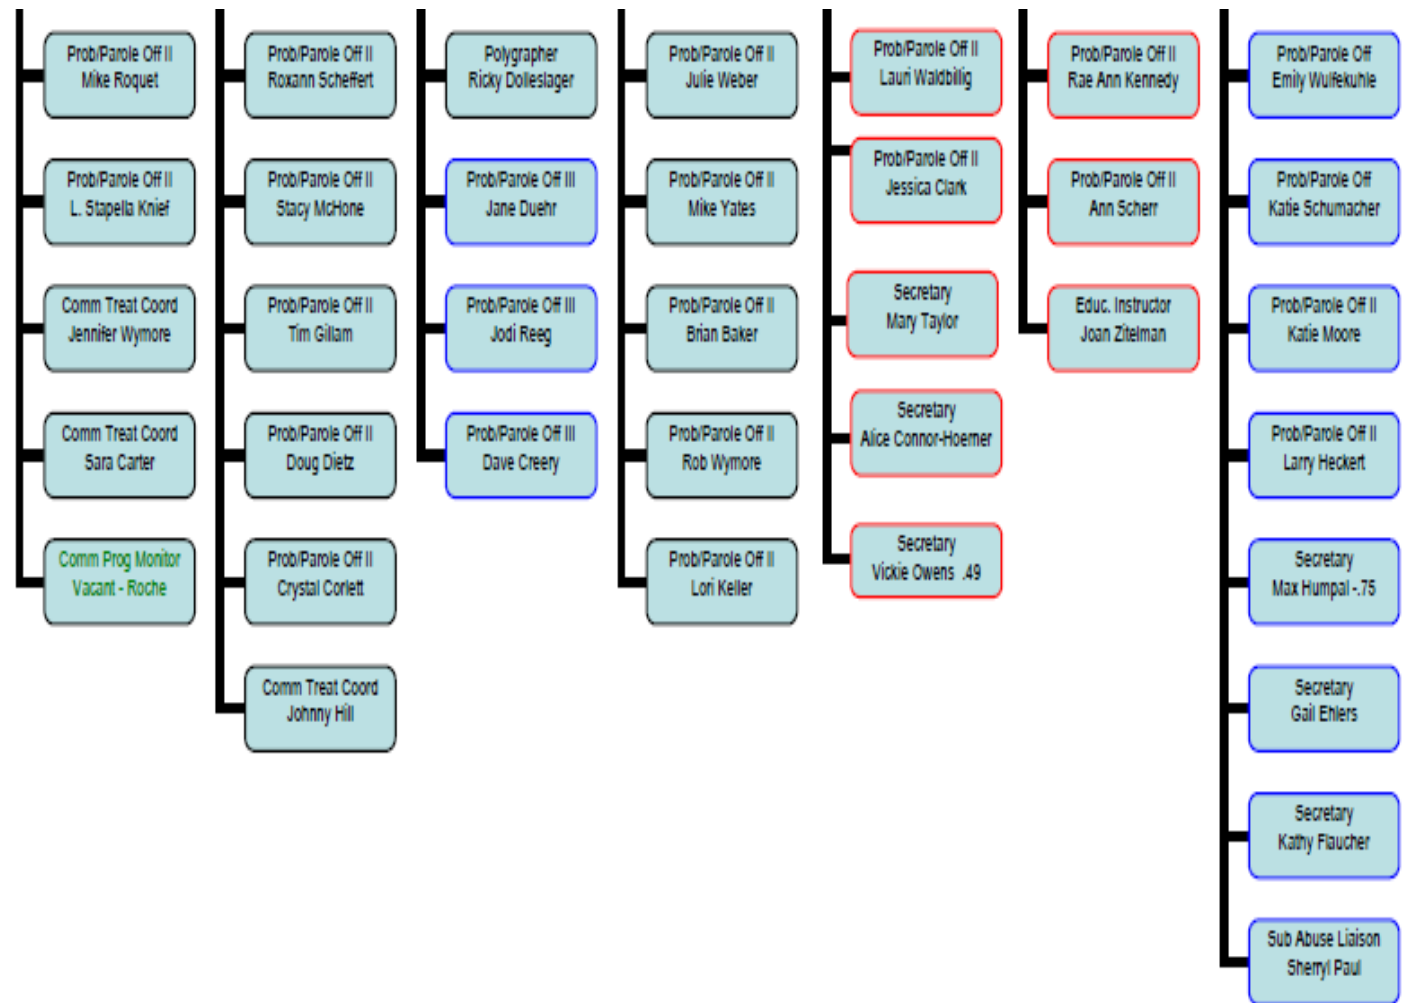 Prob/Parole Off II
Mike Roquet
Prob/Parole Off II
L. Stapella Knief
Comm Treat Coord
Jennifer Wymore
Comm Treat Coord
Sara Carter
Comm Prog Monitor
Vacant - Roche
Prob/Parole Off II
Roxann Scheffert
Prob/Parole Off II
Stacy McHone
Prob/Parole Off II
Tim Gillam
Prob/Parole Off II
Doug Dietz
Prob/Parole Off II
Crystal Corlett
Comm Treat Coord
Johnny Hill
Polygrapher
Ricky Dolleslager
Prob/Parole Off III
Jane Duehr
Prob/Parole Off III
Jodi Reeg
Prob/Parole Off III
Dave Creery
Prob/Parole Off II
Julie Weber
Prob/Parole Off II
Mike Yates
Prob/Parole Off II
Brian Baker
Prob/Parole Off II
Rob Wymore
Prob/Parole Off II
Lori Keller
Prob/Parole Off II
Lauri Waldbillig
Prob/Parole Off II
Jessica Clark
Secretary
Mary Taylor
Secretary
Alice Connor-Hoerner
Secretary
Vickie Owens .49
Prob/Parole Off II
Rae Ann Kennedy
Prob/Parole Off II
Ann Scherr
Educ. Instructor
Joan Zitelman
Prob/Parole Off
Emily Wulfekuhle
Prob/Parole Off
Katie Schumacher
Prob/Parole Off II
Katie Moore
Prob/Parole Off II
Larry Heckert
Secretary
Max Humpal -.75
Secretary
Gail Ehlers
Secretary
Kathy Flaucher
Sub Abuse Liaison
Sherryl Paul